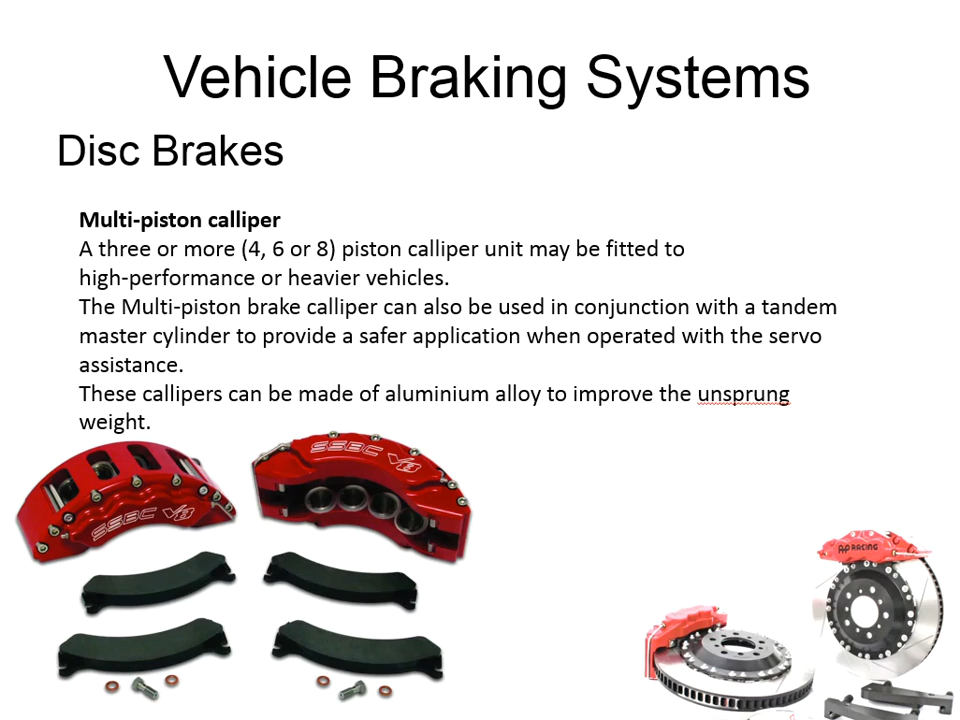 Vehicle Braking Systems
Disc Brakes
Multi-piston calliper
A three or more (4, 6 or 8) piston calliper unit may be fitted to
high-performance or heavier vehicles.
The Multi-piston brake calliper can also be used in conjunction with a tandem
master cylinder to provide a safer application when operated with the servo
assistance.
These callipers can be made of aluminium alloy to improve the unsprung
weight.
SSBC V8
SSBC V8
AP RACING